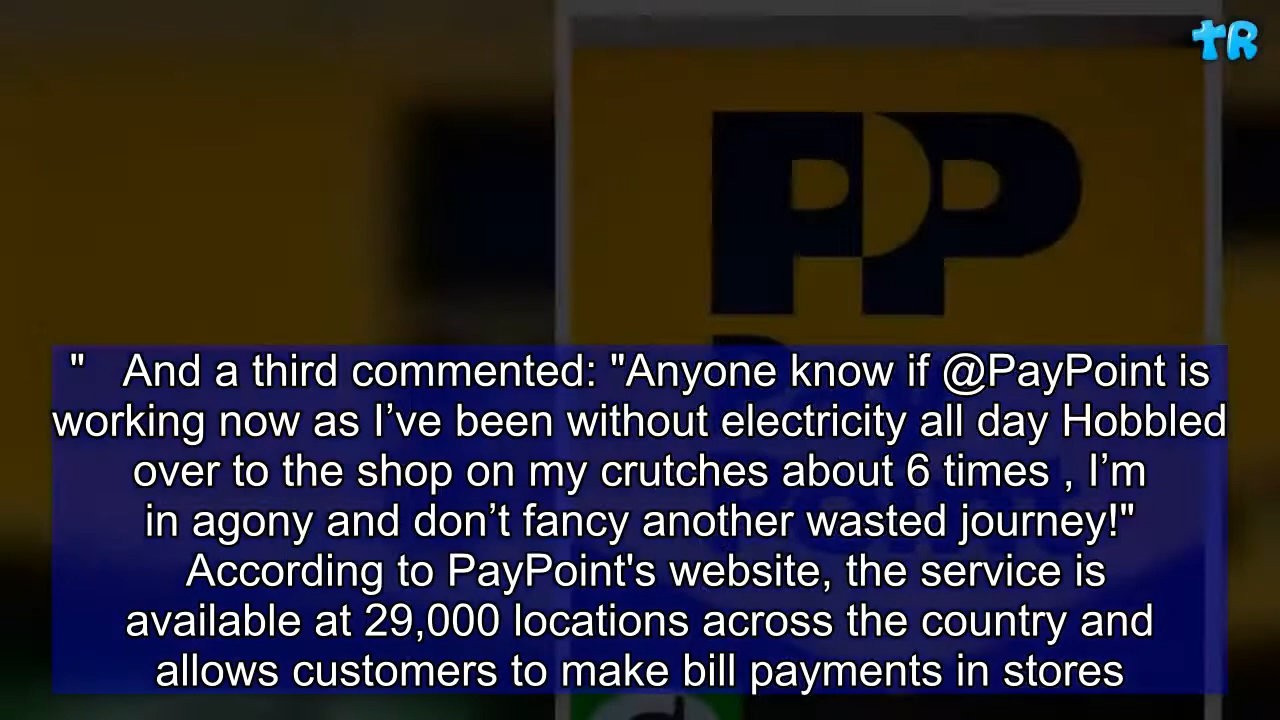 TR
PP
" And a third commented: "Anyone know if @PayPoint is
working now as I’ve been without electricity all day Hobbled
over to the shop on my crutches about 6 times , I’m
in agony and don’t fancy another wasted journey!"
According to PayPoint's website, the service is
available at 29,000 locations across the country and
allows customers to make bill payments in stores